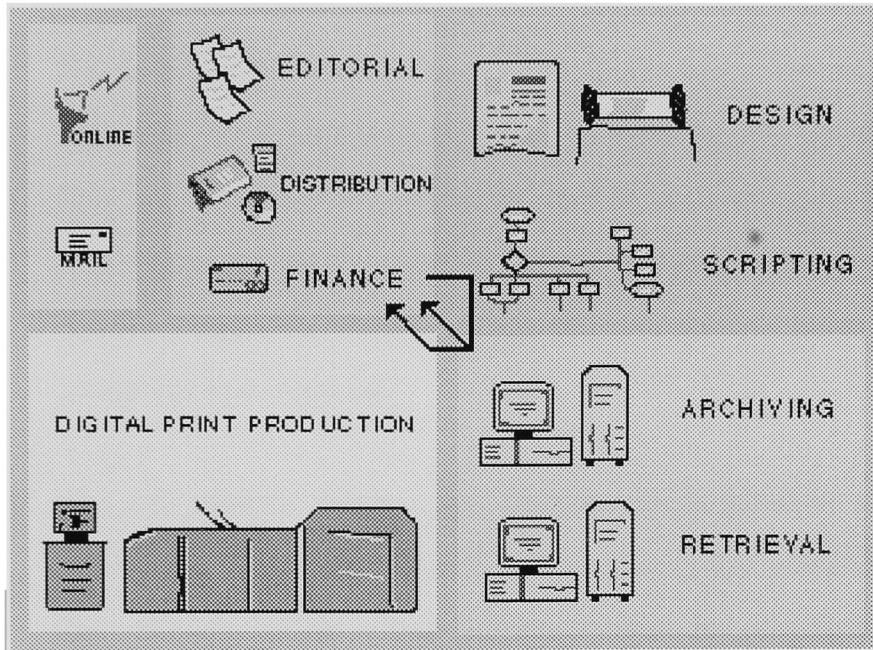 ONLINE
MAIL
EDITORIAL
DISTRIBUTION
FINANCE
DESIGN
SCRIPTING
DIGITAL PRINT PRODUCTION
ARCHIVING
RETRIEVAL